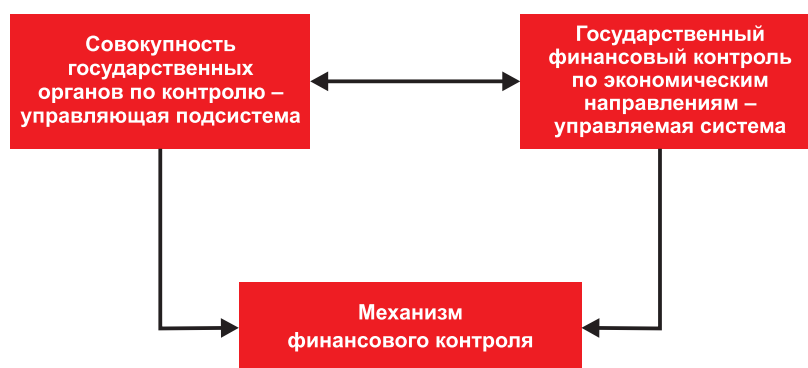 Совокупность
государственных
органов по контролю –
управляющая подсистема
Государственный
финансовый контроль
по экономическим
направлениям –
управляемая система
Механизм
финансового контроля